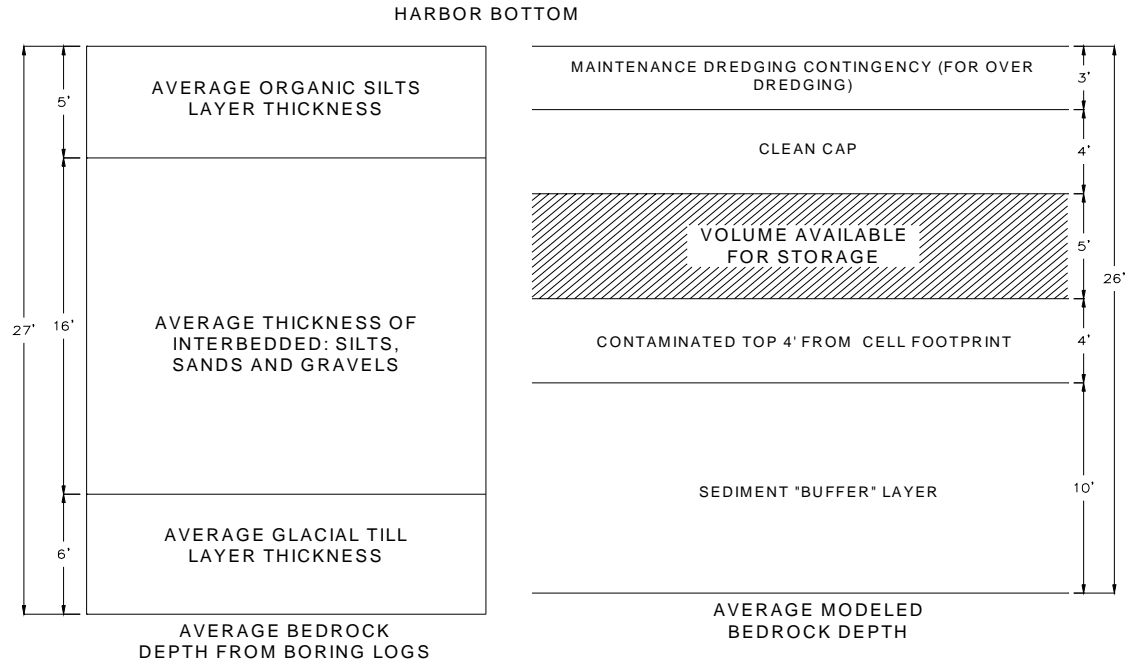 HARBOR BOTTOM
AVERAGE ORGANIC SILTS
LAYER THICKNESS
5'
AVERAGE THICKNESS OF
INTERBEDDED: SILTS,
SANDS AND GRAVELS
16'
27'
AVERAGE GLACIAL TILL
LAYER THICKNESS
6'
AVERAGE BEDROCK
DEPTH FROM BORING LOGS
MAINTENANCE DREDGING CONTINGENCY (FOR OVER
DREDGING)
3'
CLEAN CAP
4'
VOLUME AVAILABLE
FOR STORAGE
5'
26'
CONTAMINATED TOP 4' FROM CELL FOOTPRINT
4'
SEDIMENT "BUFFER" LAYER
10'
AVERAGE MODELED
BEDROCK DEPTH